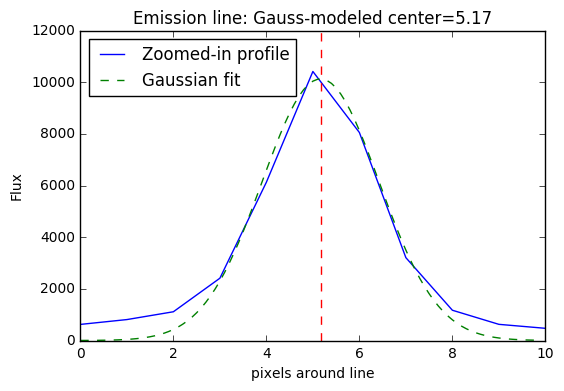 Emission line: Gauss-modeled center=5.17
12000
10000
8000
6000
4000
2000
0
Flux
Zoomed-in profile
Gaussian fit
0 2 4 6 8 10
pixels around line